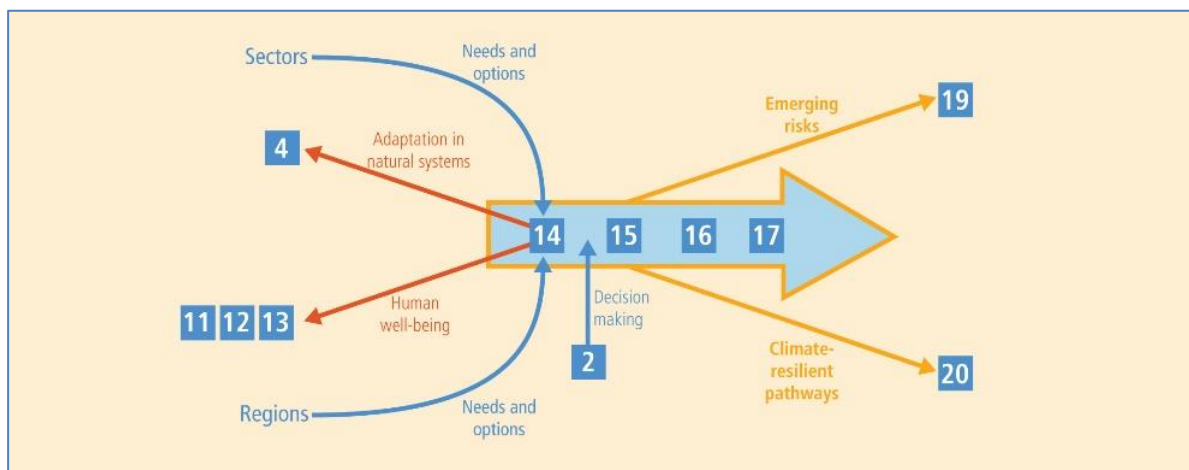 Sectors
Needs and
options
4
Adaptation in
natural systems
Emerging
risks
19
14
15
16
17
11 12 13
Human
well-being
Decision
making
2
Climate-
resilient
pathways
20
Regions
Needs and
options